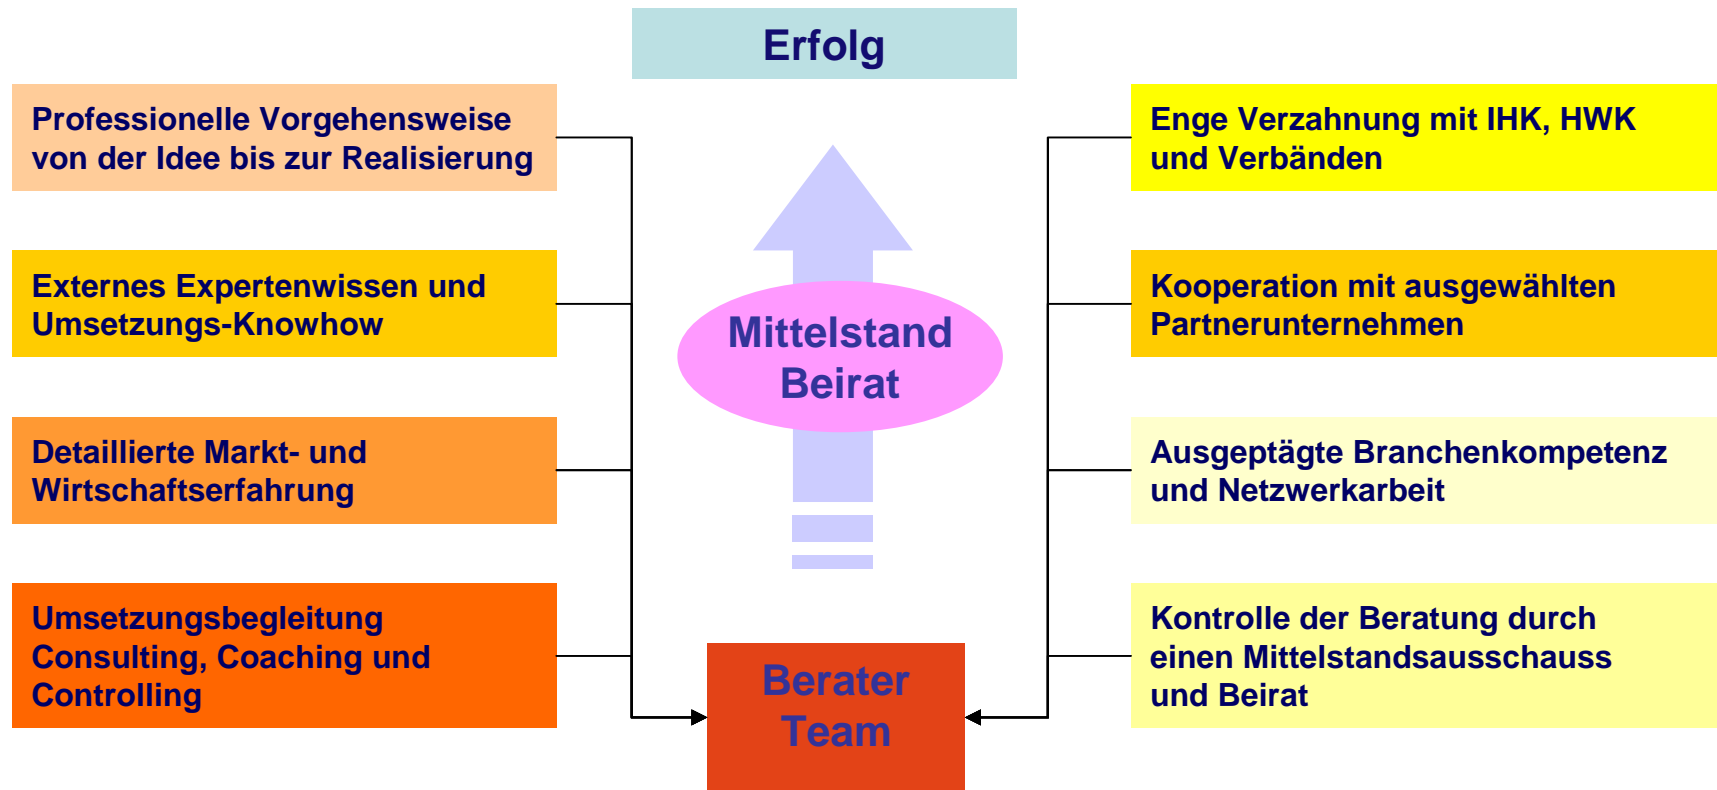 Erfolg
Professionelle Vorgehensweise
von der Idee bis zur Realisierung
Externes Expertenwissen und
Umsetzungs-Knowhow
Detaillierte Markt- und
Wirtschaftserfahrung
Umsetzungsbegleitung
Consulting, Coaching und
Controlling
Mittelstand
Beirat
Berater
Team
Enge Verzahnung mit IHK, HWK
und Verbänden
Kooperation mit ausgewählten
Partnerunternehmen
Ausgeptägte Branchenkompetenz
und Netzwerkarbeit
Kontrolle der Beratung durch
einen Mittelstandsausschauss
und Beirat